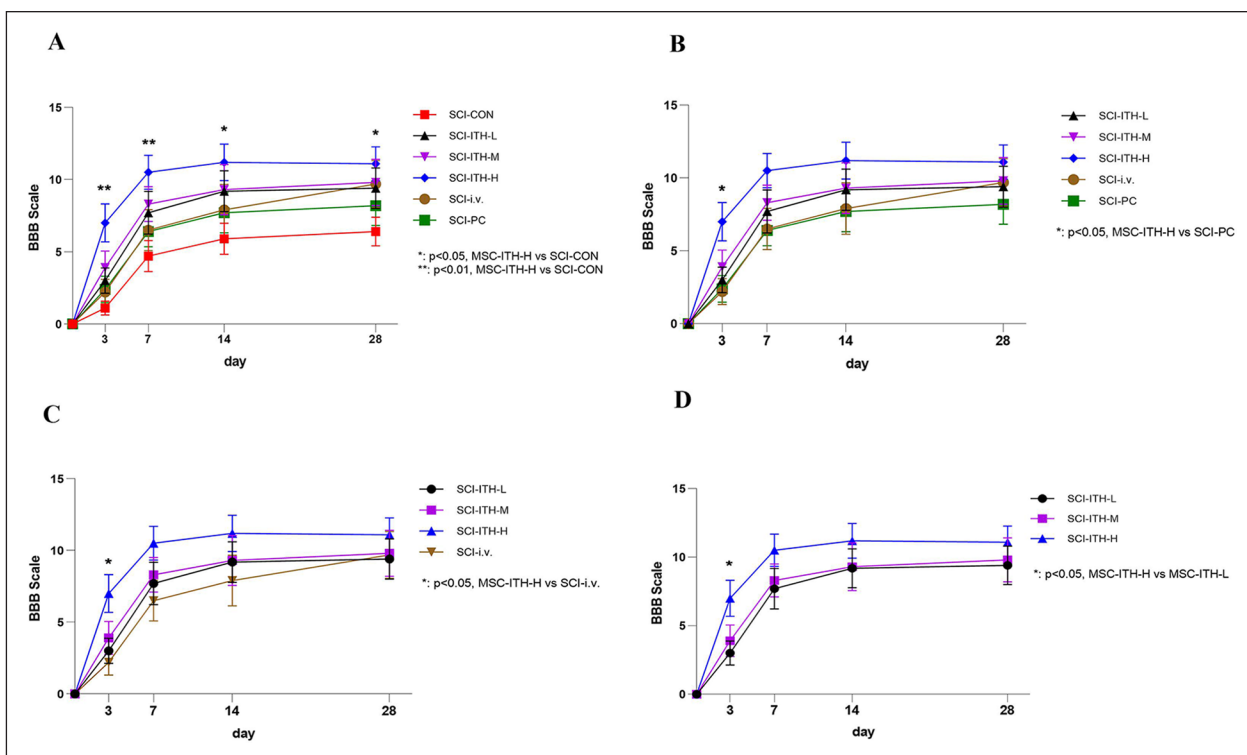 A
BBB Scale
15
10
5
0
3
7
14
28
day
**
**
*
*
SCI-CON
SCI-ITH-L
SCI-ITH-M
SCI-ITH-H
SCI-i.v.
SCI-PC
*: p<0.05, MSC-ITH-H vs SCI-CON
**: p<0.01, MSC-ITH-H vs SCI-CON
B
BBB Scale
15
10
5
0
3
7
14
28
day
*
SCI-ITH-L
SCI-ITH-M
SCI-ITH-H
SCI-i.v.
SCI-PC
*: p<0.05, MSC-ITH-H vs SCI-PC
C
BBB Scale
15
10
5
0
3
7
14
28
day
*
SCI-ITH-L
SCI-ITH-M
SCI-ITH-H
SCI-i.v.
*: p<0.05, MSC-ITH-H vs SCI-i.v.
D
BBB Scale
15
10
5
0
3
7
14
28
day
*
SCI-ITH-L
SCI-ITH-M
SCI-ITH-H
*: p<0.05, MSC-ITH-H vs MSC-ITH-L